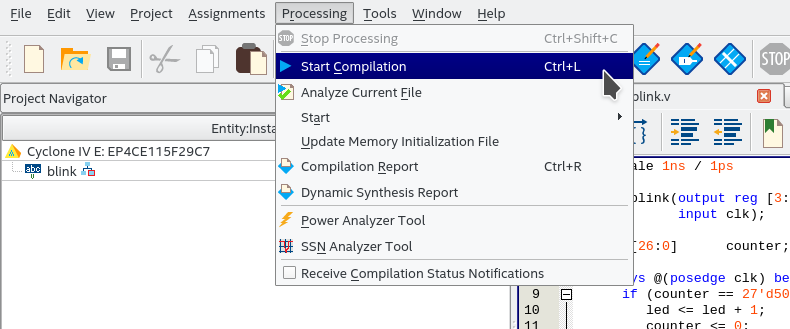 File Edit View Project Assignments Processing Tools Window Help
STOP Stop Processing Ctrl+Shift+C
Start Compilation Ctrl+L
STOP
Project Navigator
Analyze Current File
blink.v
Start
Entity:Insta
Update Memory Initialization File
Cyclone IV E: EP4CE115F29C7
abc blink
Compilation Report Ctrl+R
ale 1ns / 1ps
Dynamic Synthesis Report
blink(output reg [3:
Power Analyzer Tool
input clk);
SSN Analyzer Tool
[26:0] counter;
Receive Compilation Status Notifications
ys @(posedge clk) be
9 if (counter == 27'd50
10 led <= led + 1;
11 counter <= 0;